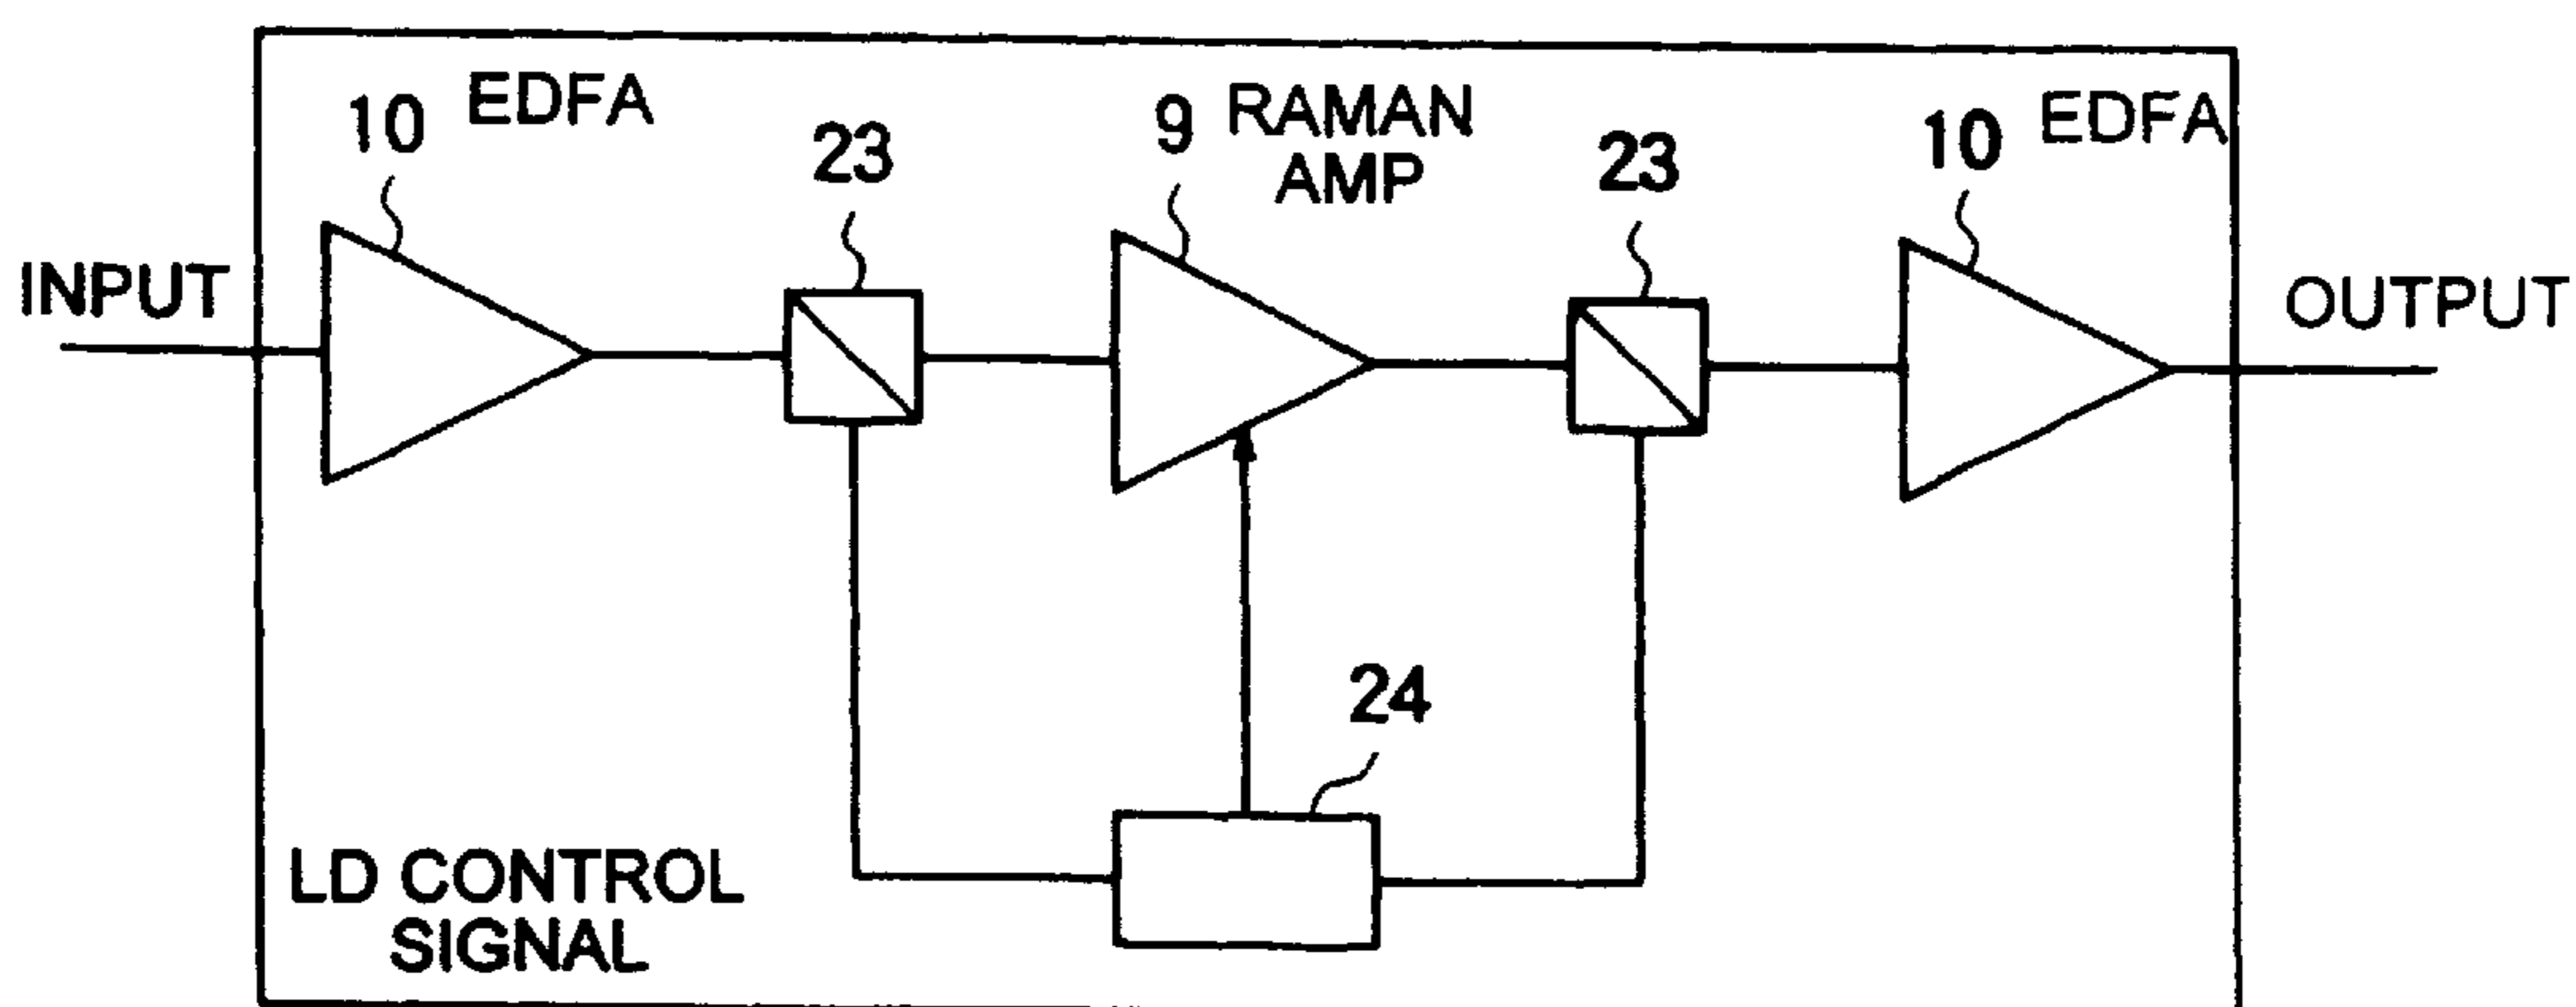 10 EDFA
23
9 RAMAN
AMP
23
10 EDFA
INPUT
OUTPUT
24
LD CONTROL
SIGNAL